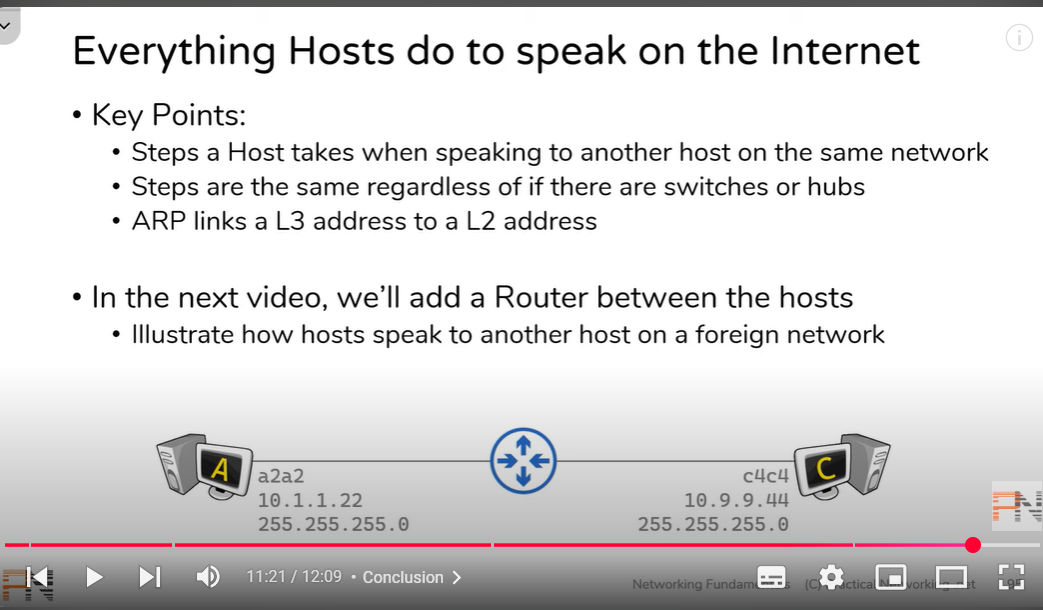 Everything Hosts do to speak on the Internet
• Key Points:
• Steps a Host takes when speaking to another host on the same network
• Steps are the same regardless of if there are switches or hubs
• ARP links a L3 address to a L2 address
• In the next video, we'll add a Router between the hosts
• Illustrate how hosts speak to another host on a foreign network
A
a2a2
10.1.1.22
255.255.255.0
C
c4c4
10.9.9.44
255.255.255.0
PN
11:21 / 12:09 • Conclusion
Networking
PN